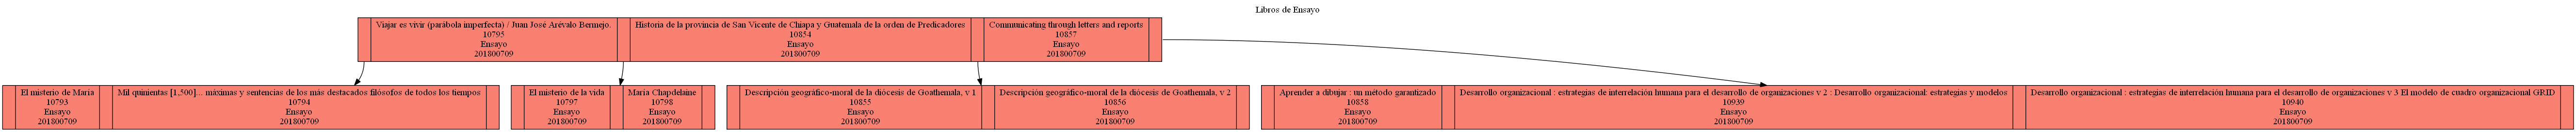 Libros de Ensayo
Viajar es vivir (parábola imperfecta) / Juan José Arévalo Bermejo.
10795
Ensayo
201800709
Historia de la provincia de San Vicente de Chiapa y Guatemala de la orden de Predicadores
10854
Ensayo
201800709
Communicating through letters and reports
10857
Ensayo
201800709
El misterio de Maria
10793
Ensayo
201800709
Mil quinientas [1,500]... máximas y sentencias de los más destacados filósofos de todos los tiempos
10794
Ensayo
201800709
El misterio de la vida
10797
Ensayo
201800709
Maria Chapdelaine
10798
Ensayo
201800709
Descripción geográfico-moral de la diócesis de Goathemala, v 1
10855
Ensayo
201800709
Descripción geográfico-moral de la diócesis de Goathemala, v 2
10856
Ensayo
201800709
Aprender a dibujar : un método garantizado
10858
Ensayo
201800709
Desarrollo organizacional : estrategias de interrelación humana para el desarrollo de organizaciones v 2 : Desarrollo organizacional: estrategias y modelos
10939
Ensayo
201800709
Desarrollo organizacional : estrategias de interrelación humana para el desarrollo de organizaciones v 3 El modelo de cuadro organizacional GRID
10940
Ensayo
201800709